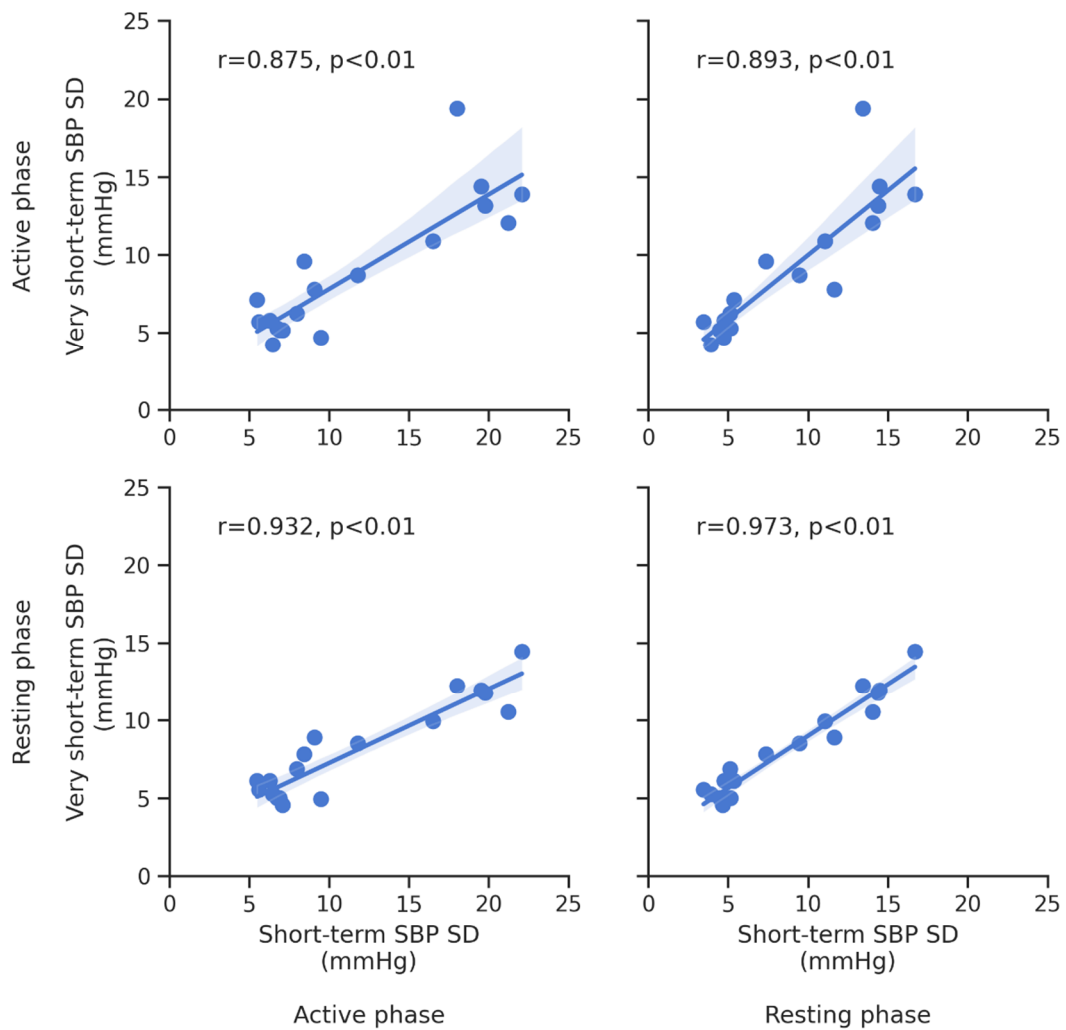 25
20
15
10
5
0
0 5 10 15 20 25
r=0.875, p<0.01
Active phase
Very short-term SBP SD
(mmHg)
0 5 10 15 20 25
r=0.893, p<0.01
25
20
15
10
5
0
0 5 10 15 20 25
r=0.932, p<0.01
Resting phase
Very short-term SBP SD
(mmHg)
Short-term SBP SD
(mmHg)
Active phase
0 5 10 15 20 25
r=0.973, p<0.01
Short-term SBP SD
(mmHg)
Resting phase